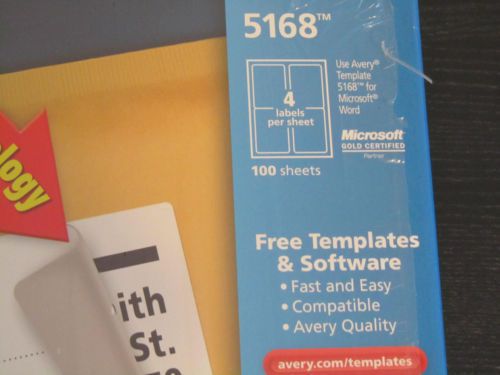 5168™
Use Avery®
Template
5168™ for
Microsoft®
Word
4
labels
per sheet
Microsoft
GOLD CERTIFIED
Partner
100 sheets
ology
Free Templates
& Software
• Fast and Easy
• Compatible
• Avery Quality
avery.com/templates
ith
St.